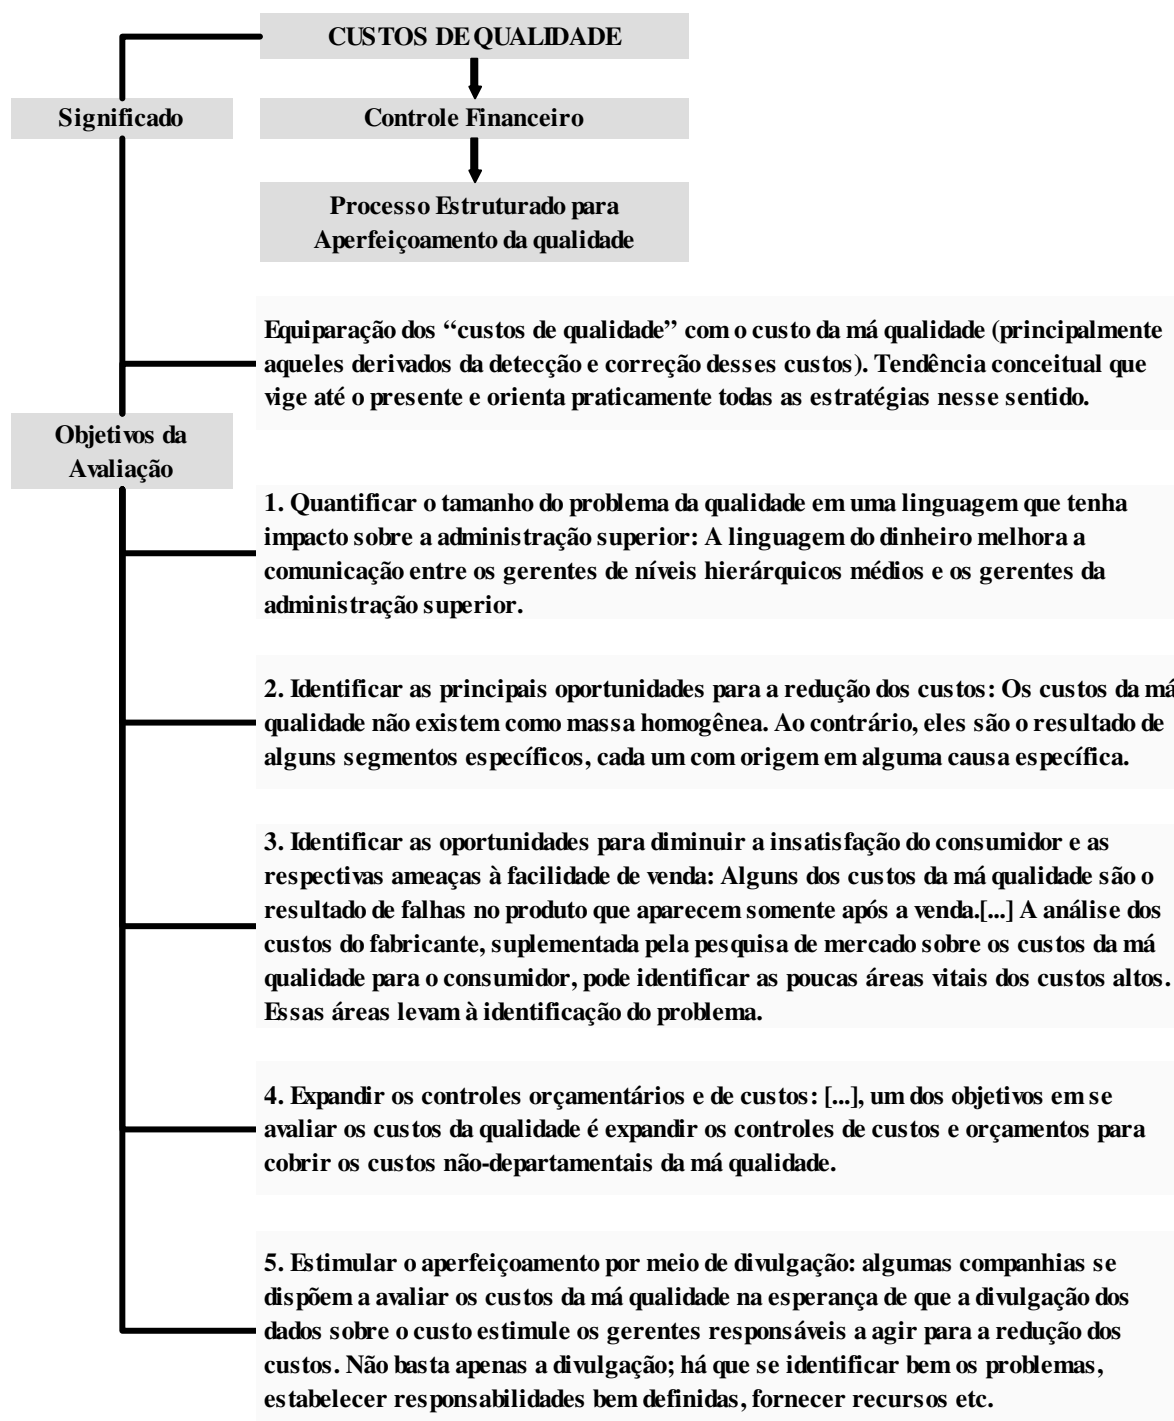 CUSTOS DE QUALIDADE
Significado
Controle Financeiro
Processo Estruturado para
Aperfeiçoamento da qualidade
Equiparação dos “custos de qualidade” com o custo da má qualidade (principalmente
aqueles derivados da detecção e correção desses custos). Tendência conceitual que
vige até o presente e orienta praticamente todas as estratégias nesse sentido.
Objetivos da
Avaliação
1. Quantificar o tamanho do problema da qualidade em uma linguagem que tenha
impacto sobre a administração superior: A linguagem do dinheiro melhora a
comunicação entre os gerentes de níveis hierárquicos médios e os gerentes da
administração superior.
2. Identificar as principais oportunidades para a redução dos custos: Os custos da má
qualidade não existem como massa homogênea. Ao contrário, eles são o resultado de
alguns segmentos específicos, cada um com origem em alguma causa específica.
3. Identificar as oportunidades para diminuir a insatisfação do consumidor e as
respectivas ameaças à facilidade de venda: Alguns dos custos da má qualidade são o
resultado de falhas no produto que aparecem somente após a venda.[...] A análise dos
custos do fabricante, suplementada pela pesquisa de mercado sobre os custos da má
qualidade para o consumidor, pode identificar as poucas áreas vitais dos custos altos.
Essas áreas levam à identificação do problema.
4. Expandir os controles orçamentários e de custos: [...], um dos objetivos em se
avaliar os custos da qualidade é expandir os controles de custos e orçamentos para
cobrir os custos não-departamentais da má qualidade.
5. Estimular o aperfeiçoamento por meio de divulgação: algumas companhias se
dispõem a avaliar os custos da má qualidade na esperança de que a divulgação dos
dados sobre o custo estimule os gerentes responsáveis a agir para a redução dos
custos. Não basta apenas a divulgação; há que se identificar bem os problemas,
estabelecer responsabilidades bem definidas, fornecer recursos etc.